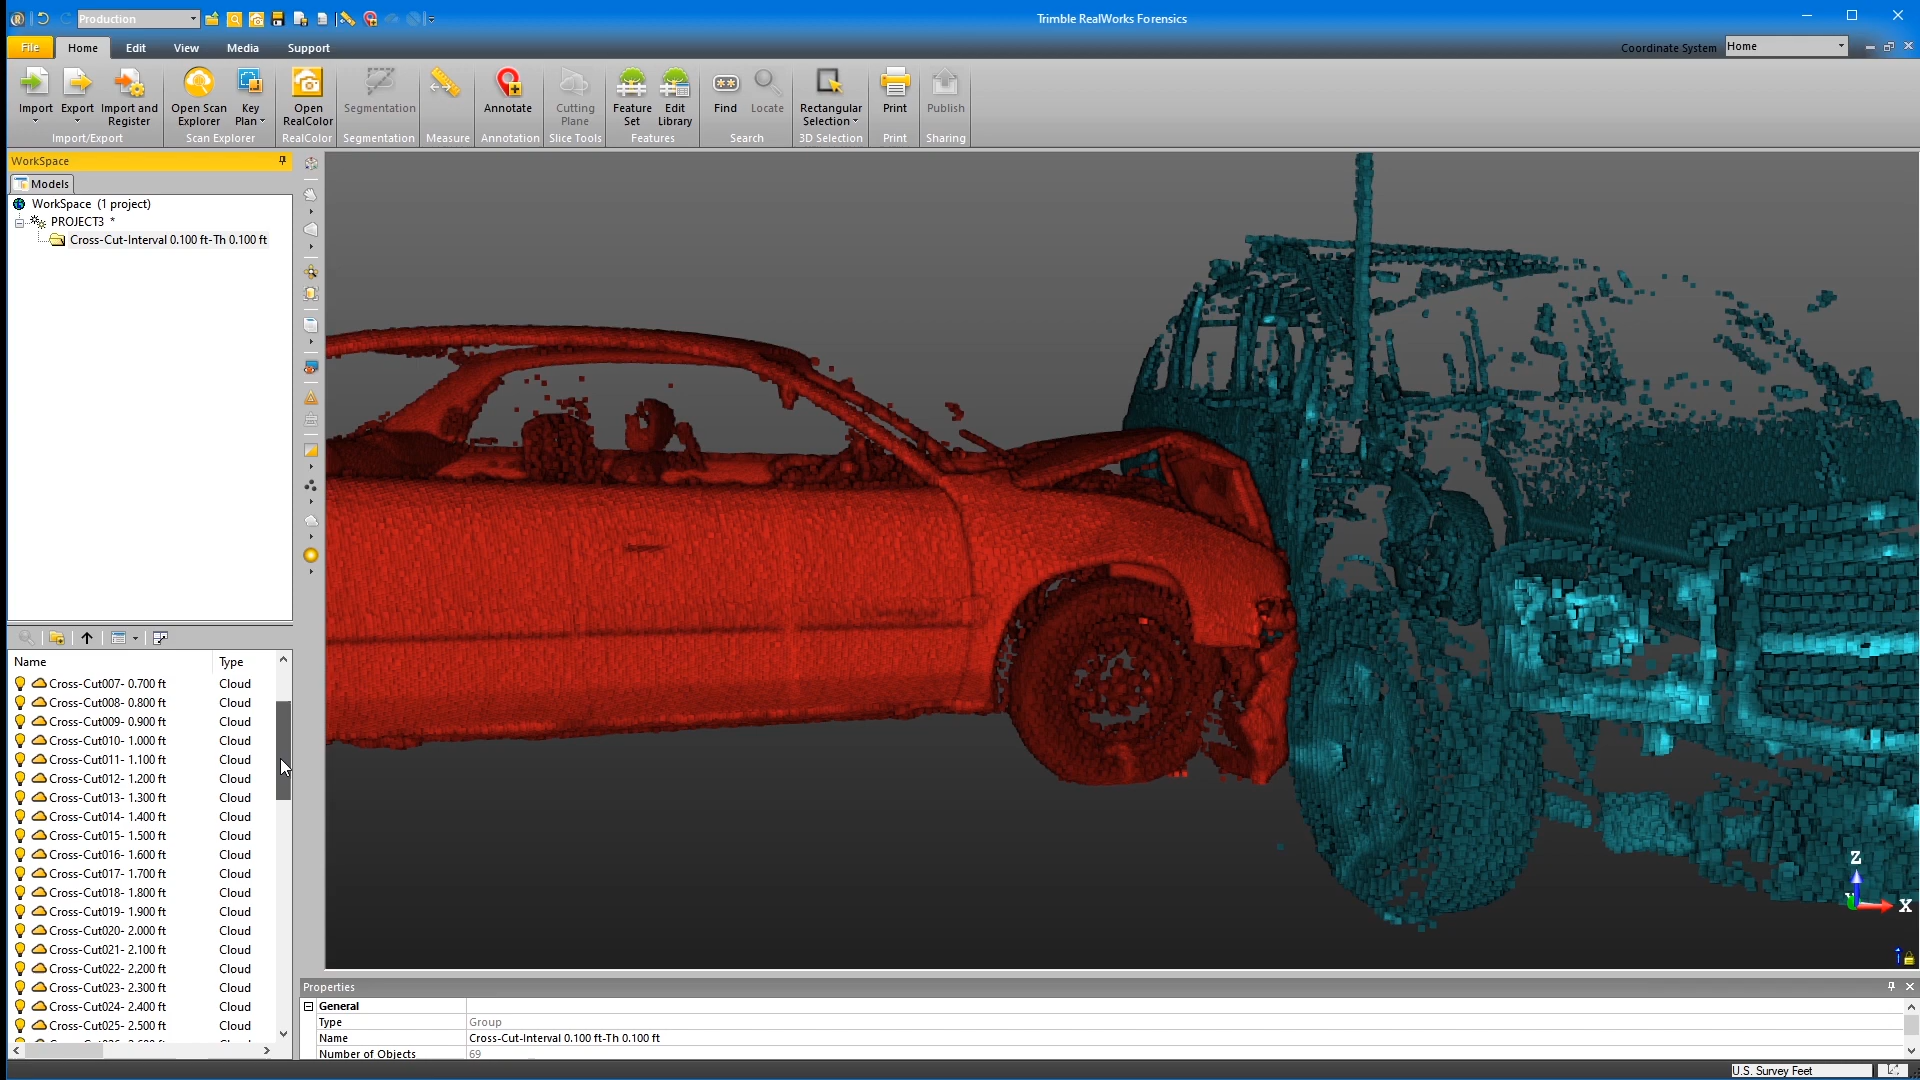 Production
Trimble RealWorks Forensics
File Home Edit View Media Support
Coordinate System Home
Import
Export
Import and Register
Open Scan Explorer
Key Plan
Open RealColor
Segmentation
Annotate
Cutting Plane
Feature Set
Edit Library
Find
Locate
Rectangular Selection
Print
Publish
Import/Export Scan Explorer RealColor Segmentation Measure Annotation Slice Tools Features Search 3D Selection Print Sharing
WorkSpace
Models
WorkSpace (1 project)
PROJECT3 *
Cross-Cut-Interval 0.100 ft-Th 0.100 ft
Name Type
Cross-Cut007- 0.700 ft Cloud
Cross-Cut008- 0.800 ft Cloud
Cross-Cut009- 0.900 ft Cloud
Cross-Cut010- 1.000 ft Cloud
Cross-Cut011- 1.100 ft Cloud
Cross-Cut012- 1.200 ft Cloud
Cross-Cut013- 1.300 ft Cloud
Cross-Cut014- 1.400 ft Cloud
Cross-Cut015- 1.500 ft Cloud
Cross-Cut016- 1.600 ft Cloud
Cross-Cut017- 1.700 ft Cloud
Cross-Cut018- 1.800 ft Cloud
Cross-Cut019- 1.900 ft Cloud
Cross-Cut020- 2.000 ft Cloud
Cross-Cut021- 2.100 ft Cloud
Cross-Cut022- 2.200 ft Cloud
Cross-Cut023- 2.300 ft Cloud
Cross-Cut024- 2.400 ft Cloud
Cross-Cut025- 2.500 ft Cloud
Z
X
Properties
General
Type Group
Name Cross-Cut-Interval 0.100 ft-Th 0.100 ft
Number of Objects 69
U.S. Survey Feet